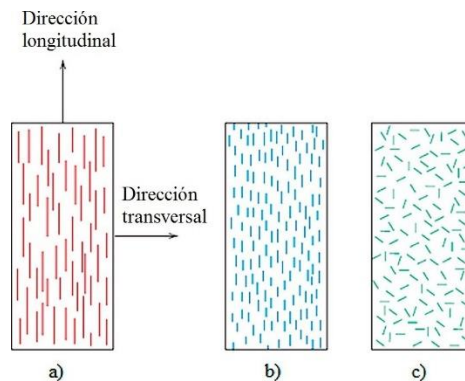 Dirección
longitudinal
Dirección
transversal
a)
b)
c)